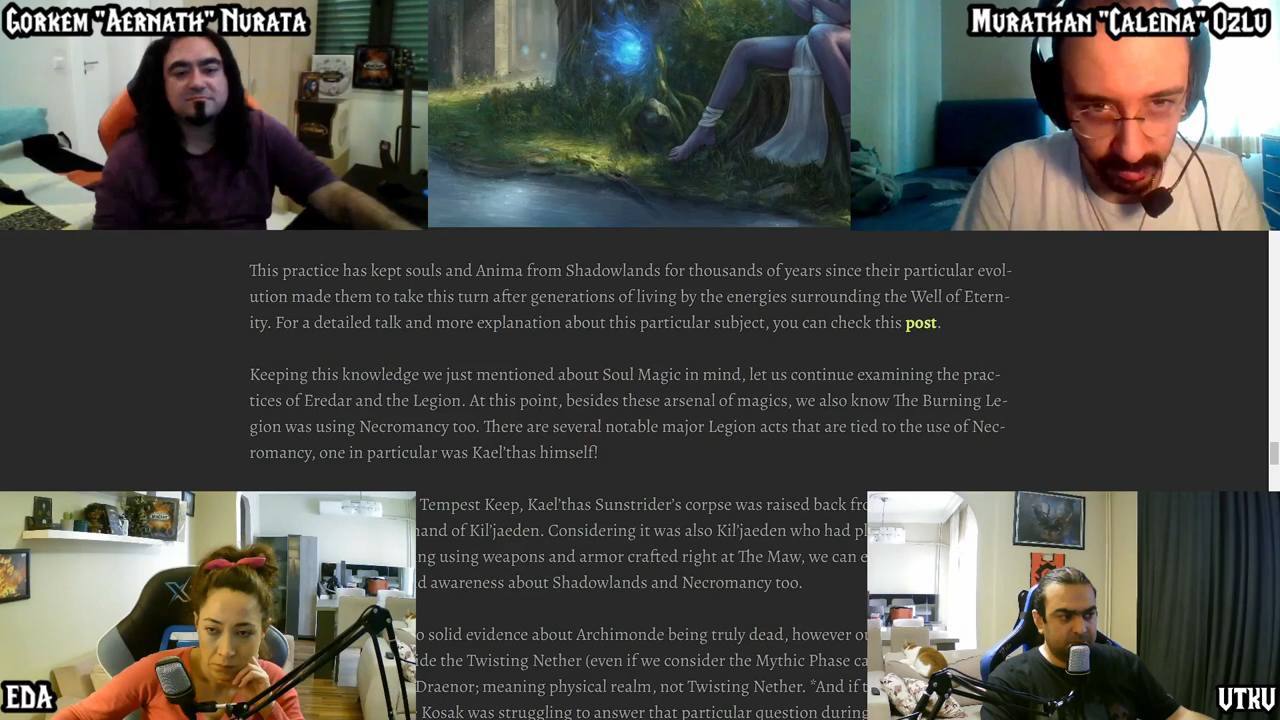 GORKEM "AERNATH" NURATA
MURATHAN "CALEINA" OZLU
This practice has kept souls and Anima from Shadowlands for thousands of years since their particular evol-
ution made them to take this turn after generations of living by the energies surrounding the Well of Etern-
ity. For a detailed talk and more explanation about this particular subject, you can check this post.
Keeping this knowledge we just mentioned about Soul Magic in mind, let us continue examining the prac-
tices of Eredar and the Legion. At this point, besides these arsenal of magics, we also know The Burning Le-
gion was using Necromancy too. There are several notable major Legion acts that are tied to the use of Nec-
romancy, one in particular was Kael'thas himself!
Tempest Keep, Kael'thas Sunstrider's corpse was raised back
of Kil'jaeden. Considering it was also Kil'jaeden who had
using weapons and armor crafted right at The Maw, we can
awareness about Shadowlands and Necromancy too.
solid evidence about Archimonde being truly dead, however
the Twisting Nether (even if we consider the Mythic Phase
Draenor; meaning physical realm, not Twisting Nether. *And if
Kosak was struggling to answer that particular question during
EDA
UTKU